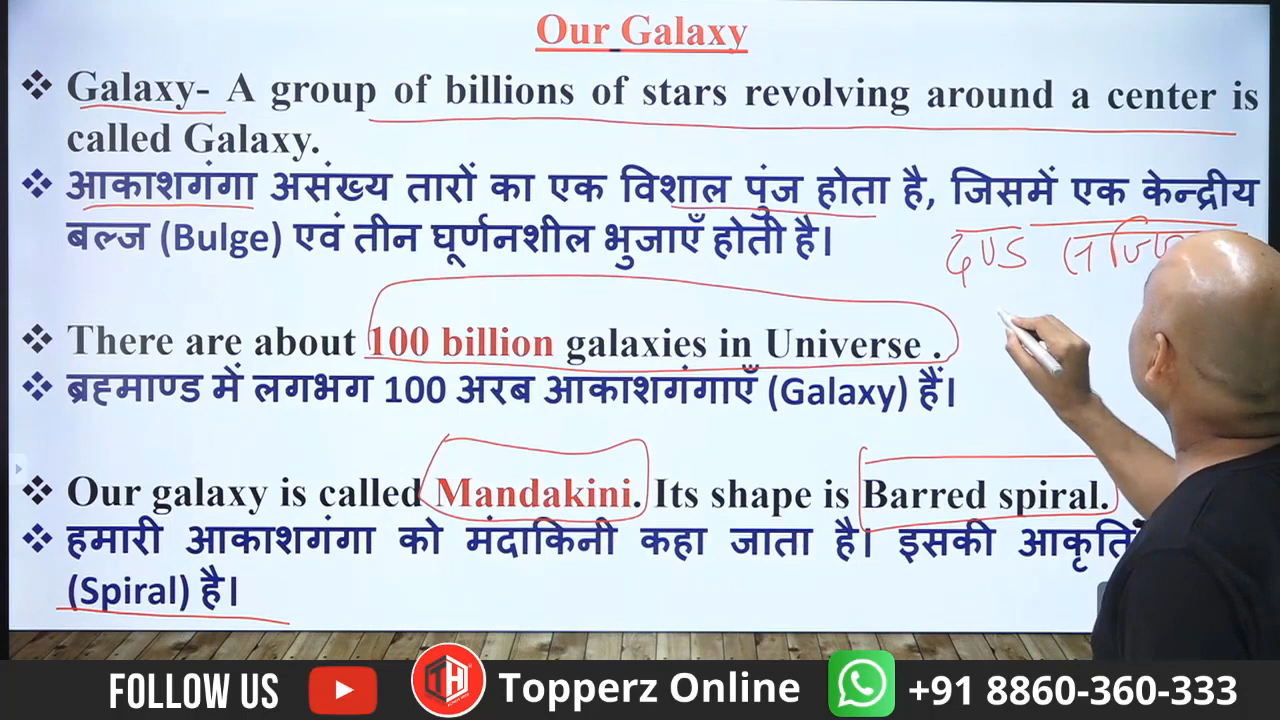 Our Galaxy
❖ Galaxy- A group of billions of stars revolving around a center is
called Galaxy.
❖ आकाशगंगा असंख्य तारों का एक विशाल पुंज होता है, जिसमें एक केन्द्रीय
बल्ज (Bulge) एवं तीन घूर्णनशील भुजाएँ होती है।
दण्ड
❖ There are about 100 billion galaxies in Universe .
❖ ब्रह्माण्ड में लगभग 100 अरब आकाशगंगाएँ (Galaxy) हैं।
❖ Our galaxy is called Mandakini. Its shape is Barred spiral.
❖ हमारी आकाशगंगा को मंदाकिनी कहा जाता है। इसकी आकृति
(Spiral) है।
FOLLOW US TH Topperz Online +91 8860-360-333